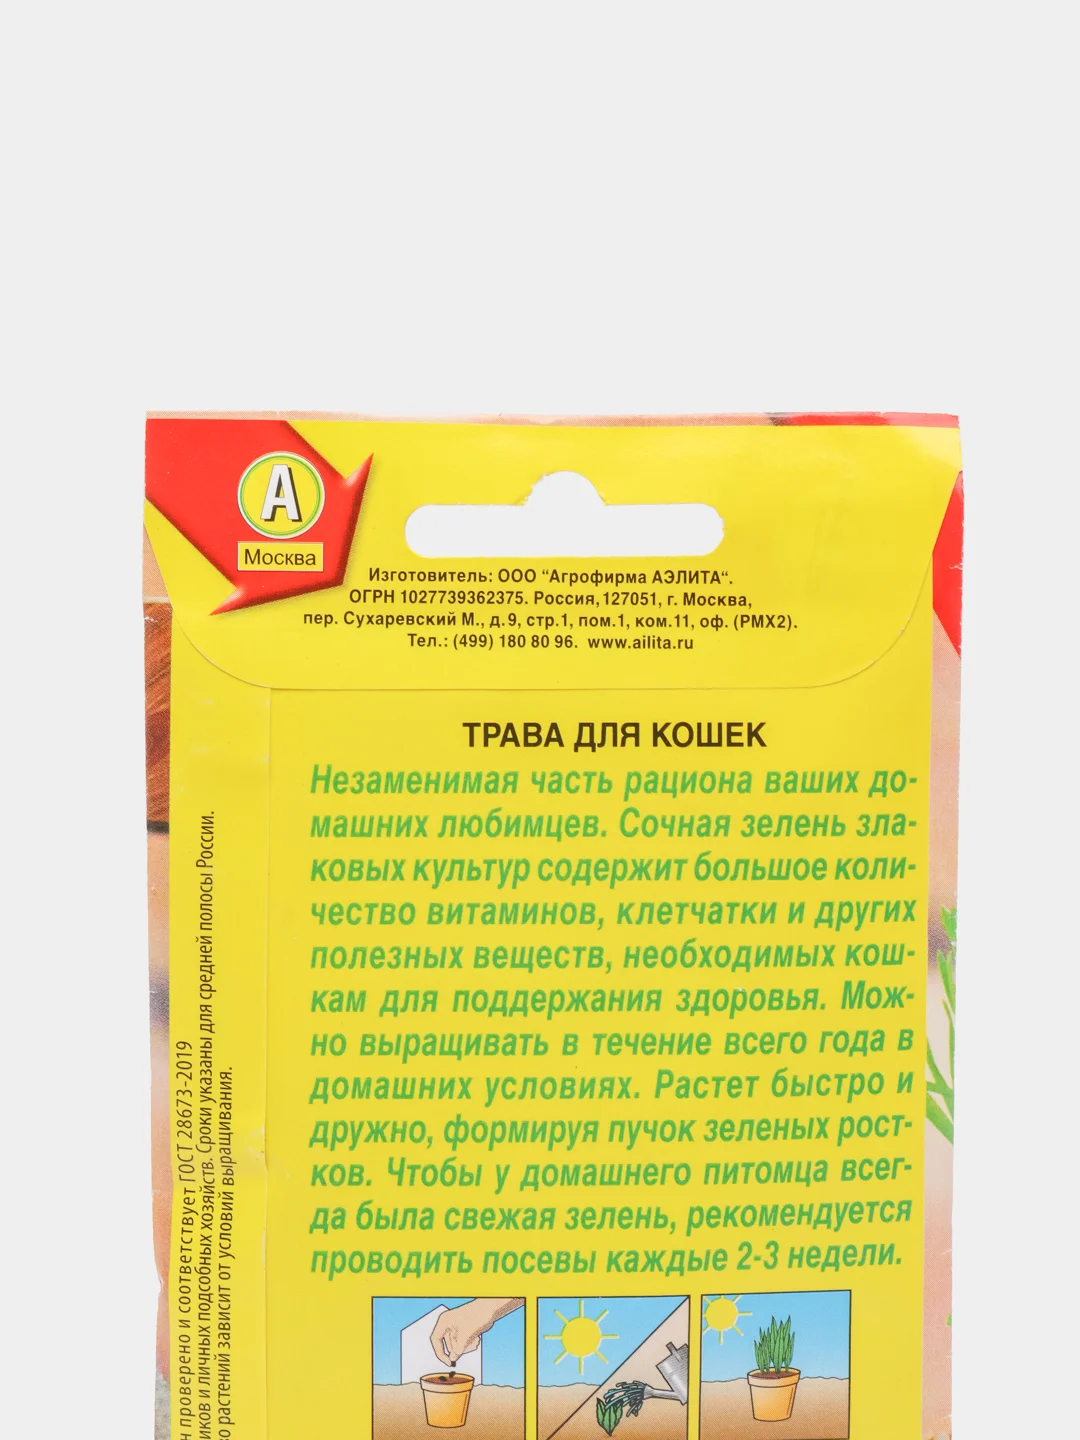 А
Москва
Изготовитель: ООО “Агрофирма АЭЛИТА“.
ОГРН 1027739362375. Россия, 127051, г. Москва,
пер. Сухаревский М., д.9, стр.1, пом.1, ком.11, оф. (РМХ2).
Тел.: (499) 180 80 96. www.ailita.ru
ТРАВА ДЛЯ КОШЕК
Незаменимая часть рациона ваших до-
машних любимцев. Сочная зелень зла-
ковых культур содержит большое коли-
чество витаминов, клетчатки и других
полезных веществ, необходимых кош-
кам для поддержания здоровья. Мож-
но выращивать в течение всего года в
домашних условиях. Растет быстро и
дружно, формируя пучок зеленых рост-
ков. Чтобы у домашнего питомца всег-
да была свежая зелень, рекомендуется
проводить посевы каждые 2-3 недели.
проверено и соответствует ГОСТ 28673-2019
и личных подсобных хозяйств. Сроки указаны для средней полосы России.
растений зависит от условий выращивания.